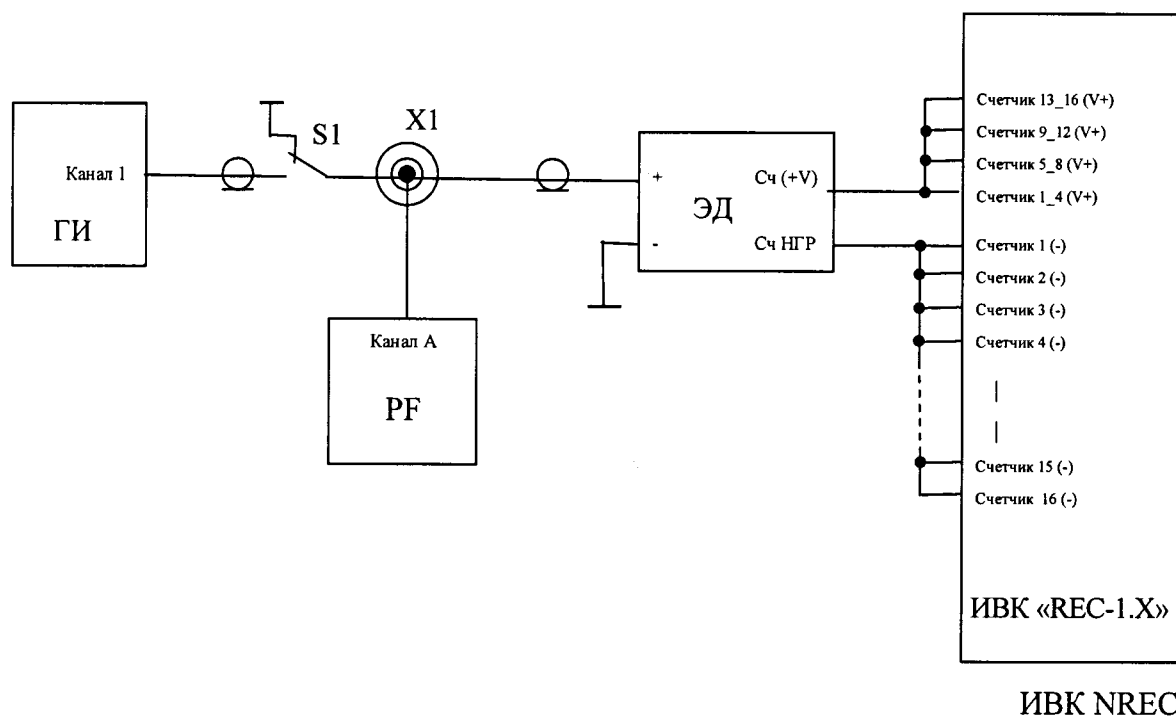 Канал 1
ГИ
S1
X1
Канал А
PF
+
-
ЭД
Сч (+V)
Сч НГР
Счетчик 13_16 (V+)
Счетчик 9_12 (V+)
Счетчик 5_8 (V+)
Счетчик 1_4 (V+)
Счетчик 1 (-)
Счетчик 2 (-)
Счетчик 3 (-)
Счетчик 4 (-)
Счетчик 15 (-)
Счетчик 16 (-)
ИВК «REC-1.X»
ИВК NREC